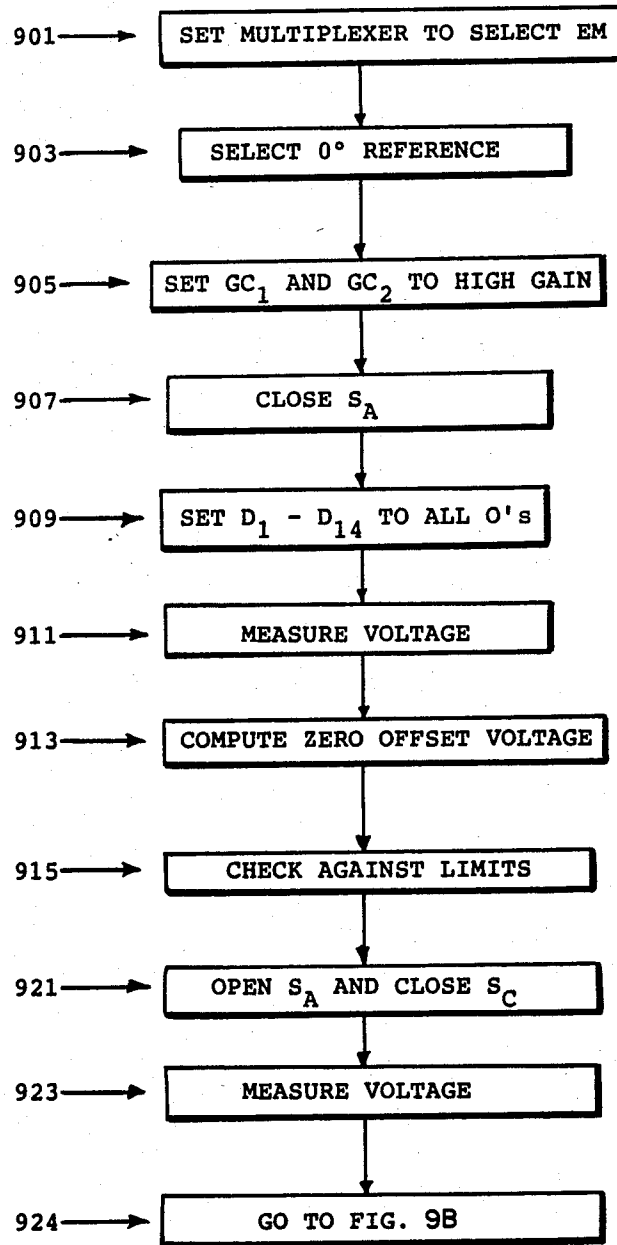 901 SET MULTIPLEXER TO SELECT EM
903 SELECT 0° REFERENCE
905 SET GC1 AND GC2 TO HIGH GAIN
907 CLOSE SA
909 SET D1 - D14 TO ALL O's
911 MEASURE VOLTAGE
913 COMPUTE ZERO OFFSET VOLTAGE
915 CHECK AGAINST LIMITS
921 OPEN SA AND CLOSE SC
923 MEASURE VOLTAGE
924 GO TO FIG. 9B